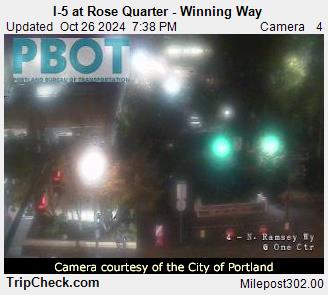 I-5 at Rose Quarter - Winning Way
Updated Oct 26 2024 7:38 PM Camera 4
PBOT
PORTLAND BUREAU OF TRANSPORTATION
4 - N. Ramsey Wy
@ One Ctr
Camera courtesy of the City of Portland
TripCheck.com Milepost302.00